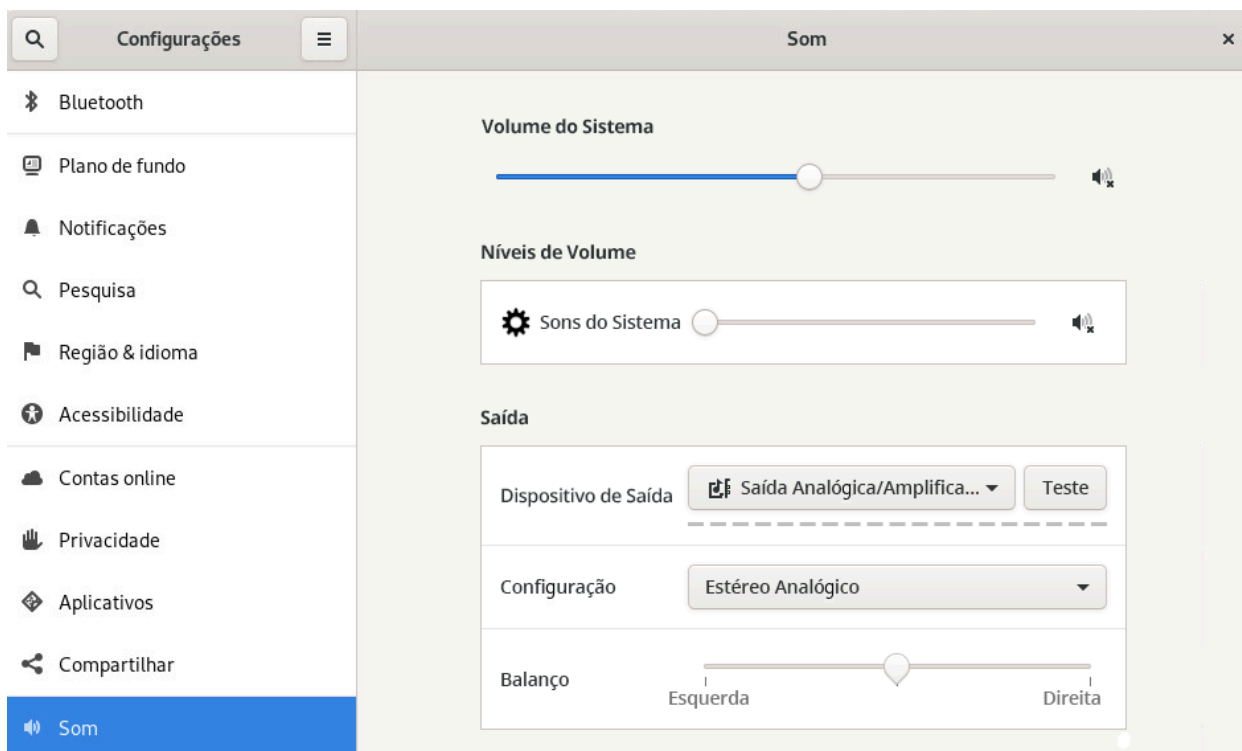 Configurações
Som
Bluetooth
Plano de fundo
Notificações
Pesquisa
Região & idioma
Acessibilidade
Contas online
Privacidade
Aplicativos
Compartilhar
Som
Volume do Sistema
Níveis de Volume
Sons do Sistema
Saída
Dispositivo de Saída
Saída Analógica/Amplifica...
Teste
Configuração
Estéreo Analógico
Balanço
Esquerda
Direita